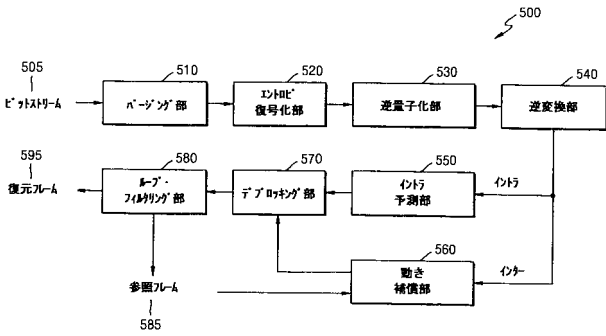 500
505
510
520
530
540
ビットストリーム
パージング部
エントロピ
復号化部
逆量子化部
逆変換部
595
580
570
550
復元フレーム
ループ・
フィルタリング部
デブロッキング部
イントラ
予測部
イントラ
560
動き
補償部
インター
参照フレーム
585